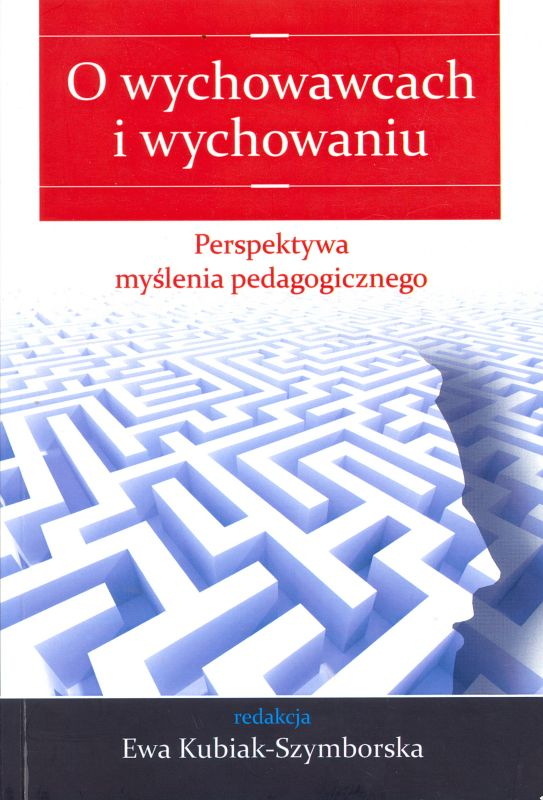 O wychowawcach
i wychowaniu
Perspektywa
myślenia pedagogicznego
redakcja
Ewa Kubiak-Szymborska